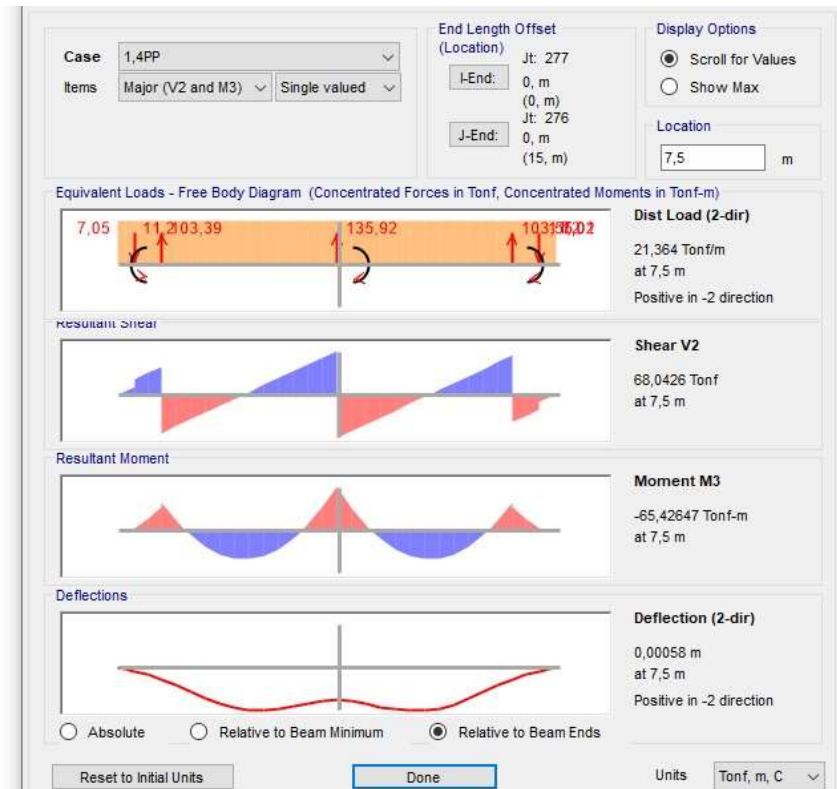 Case 1,4PP
Items Major (V2 and M3) Single valued
End Length Offset
(Location)
Jt: 277
I-End: 0, m
(0, m)
Jt: 276
J-End: 0, m
(15, m)
Display Options
Scroll for Values
Show Max
Location
7,5 m
Equivalent Loads - Free Body Diagram (Concentrated Forces in Tonf, Concentrated Moments in Tonf-m)
7,05 135,92
Dist Load (2-dir)
21,364 Tonf/m
at 7,5 m
Positive in -2 direction
Resultant Shear
Shear V2
68,0426 Tonf
at 7,5 m
Resultant Moment
Moment M3
-65,42647 Tonf-m
at 7,5 m
Deflections
Deflection (2-dir)
0,00058 m
at 7,5 m
Positive in -2 direction
Absolute Relative to Beam Minimum Relative to Beam Ends
Reset to Initial Units Done Units Tonf, m, C